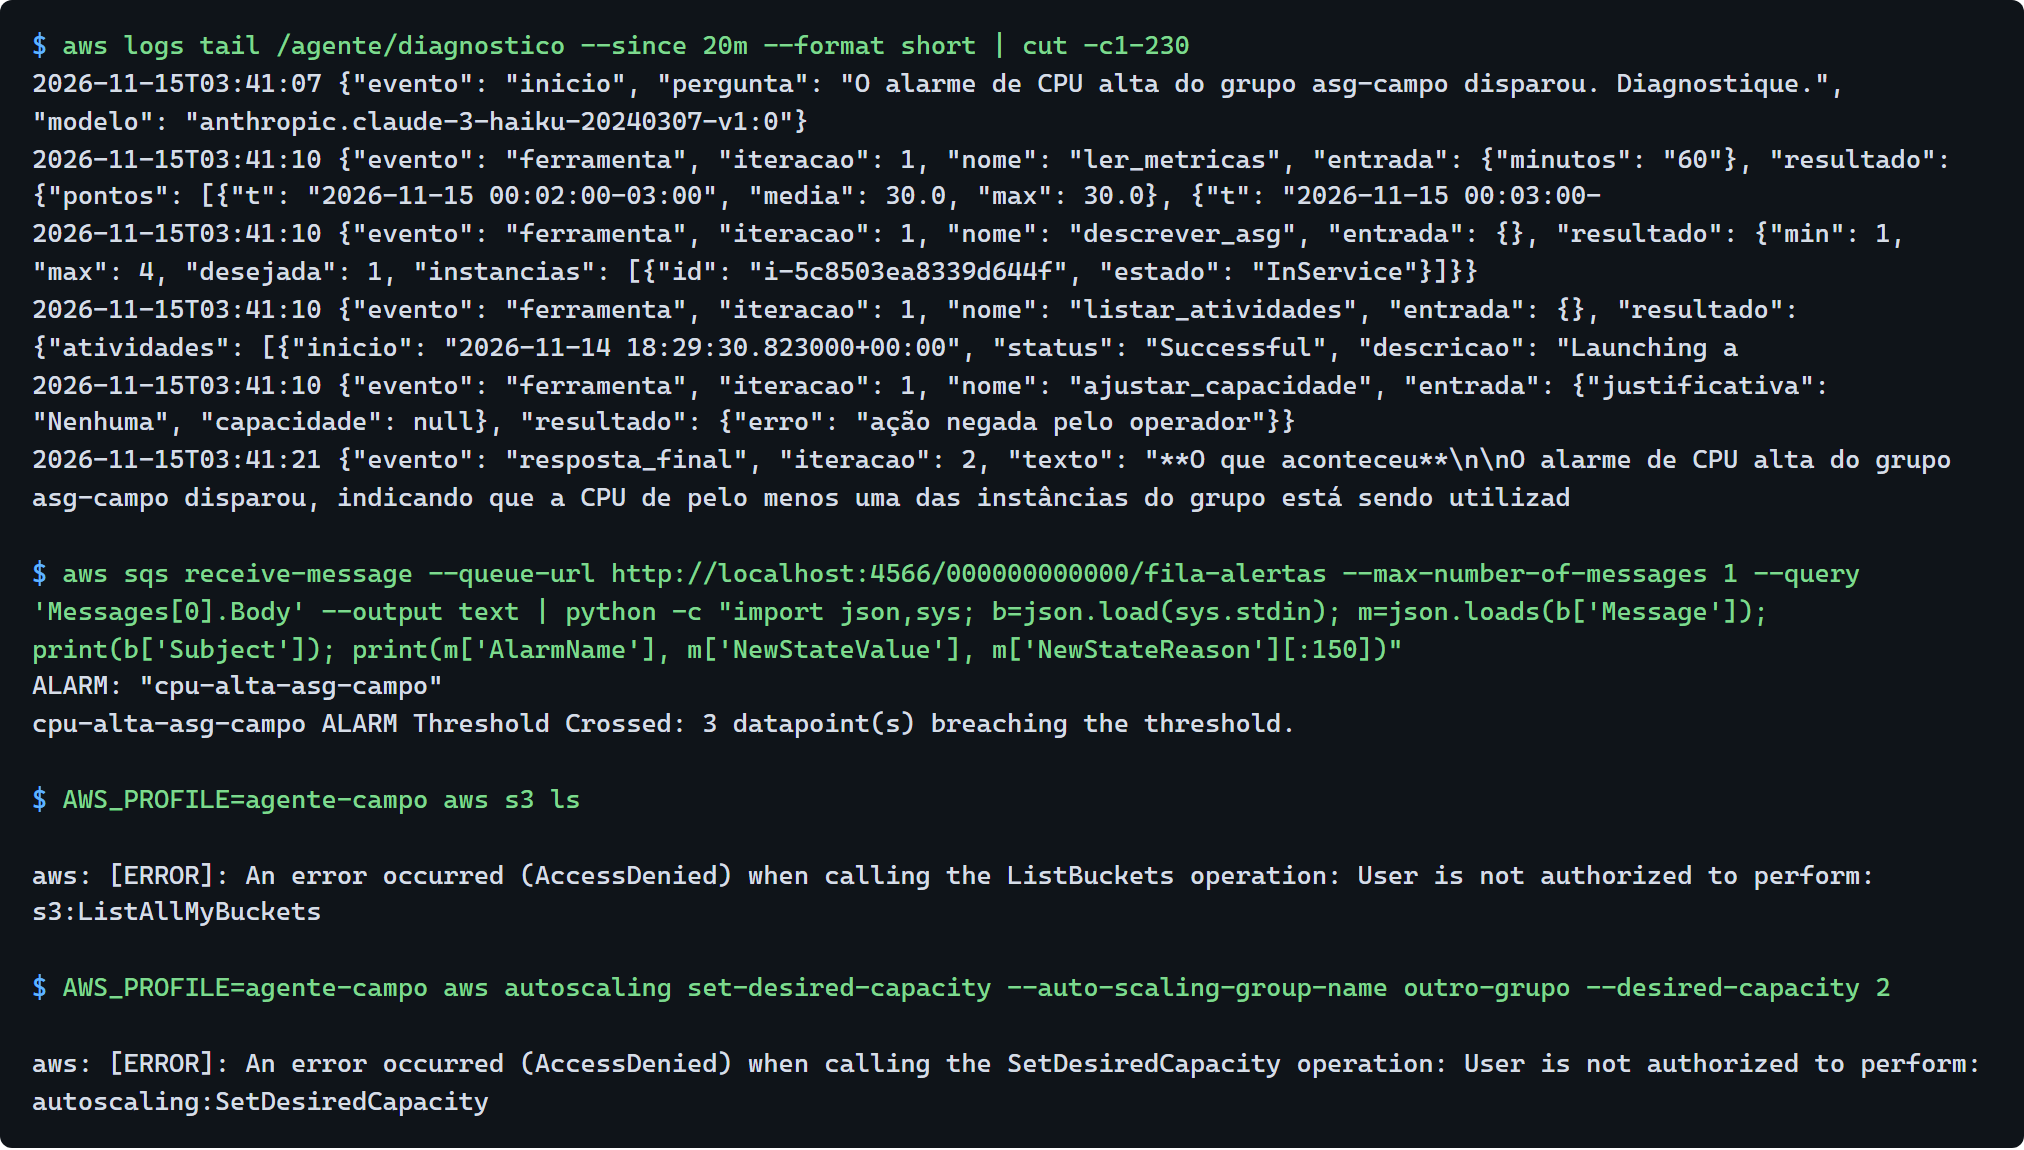 $ aws logs tail /agente/diagnostico --since 20m --format short | cut -c1-230
2026-11-15T03:41:07 {"evento": "inicio", "pergunta": "O alarme de CPU alta do grupo asg-campo disparou. Diagnostique.",
"modelo": "anthropic.claude-3-haiku-20240307-v1:0"}
2026-11-15T03:41:10 {"evento": "ferramenta", "iteracao": 1, "nome": "ler_metricas", "entrada": {"minutos": "60"}, "resultado":
{"pontos": [{"t": "2026-11-15 00:02:00-03:00", "media": 30.0, "max": 30.0}, {"t": "2026-11-15 00:03:00-
2026-11-15T03:41:10 {"evento": "ferramenta", "iteracao": 1, "nome": "descrever_asg", "entrada": {}, "resultado": {"min": 1,
"max": 4, "desejada": 1, "instancias": [{"id": "i-5c8503ea8339d644f", "estado": "InService"}]}}
2026-11-15T03:41:10 {"evento": "ferramenta", "iteracao": 1, "nome": "listar_atividades", "entrada": {}, "resultado":
{"atividades": [{"inicio": "2026-11-14 18:29:30.823000+00:00", "status": "Successful", "descricao": "Launching a
2026-11-15T03:41:10 {"evento": "ferramenta", "iteracao": 1, "nome": "ajustar_capacidade", "entrada": {"justificativa":
"Nenhuma", "capacidade": null}, "resultado": {"erro": "ação negada pelo operador"}}
2026-11-15T03:41:21 {"evento": "resposta_final", "iteracao": 2, "texto": "**O que aconteceu**\n\nO alarme de CPU alta do grupo
asg-campo disparou, indicando que a CPU de pelo menos uma das instâncias do grupo está sendo utilizad
$ aws sqs receive-message --queue-url http://localhost:4566/000000000000/fila-alertas --max-number-of-messages 1 --query
'Messages[0].Body' --output text | python -c "import json,sys; b=json.load(sys.stdin); m=json.loads(b['Message']);
print(b['Subject']); print(m['AlarmName'], m['NewStateValue'], m['NewStateReason'][:150])"
ALARM: "cpu-alta-asg-campo"
cpu-alta-asg-campo ALARM Threshold Crossed: 3 datapoint(s) breaching the threshold.
$ AWS_PROFILE=agente-campo aws s3 ls
aws: [ERROR]: An error occurred (AccessDenied) when calling the ListBuckets operation: User is not authorized to perform:
s3:ListAllMyBuckets
$ AWS_PROFILE=agente-campo aws autoscaling set-desired-capacity --auto-scaling-group-name outro-grupo --desired-capacity 2
aws: [ERROR]: An error occurred (AccessDenied) when calling the SetDesiredCapacity operation: User is not authorized to perform:
autoscaling:SetDesiredCapacity